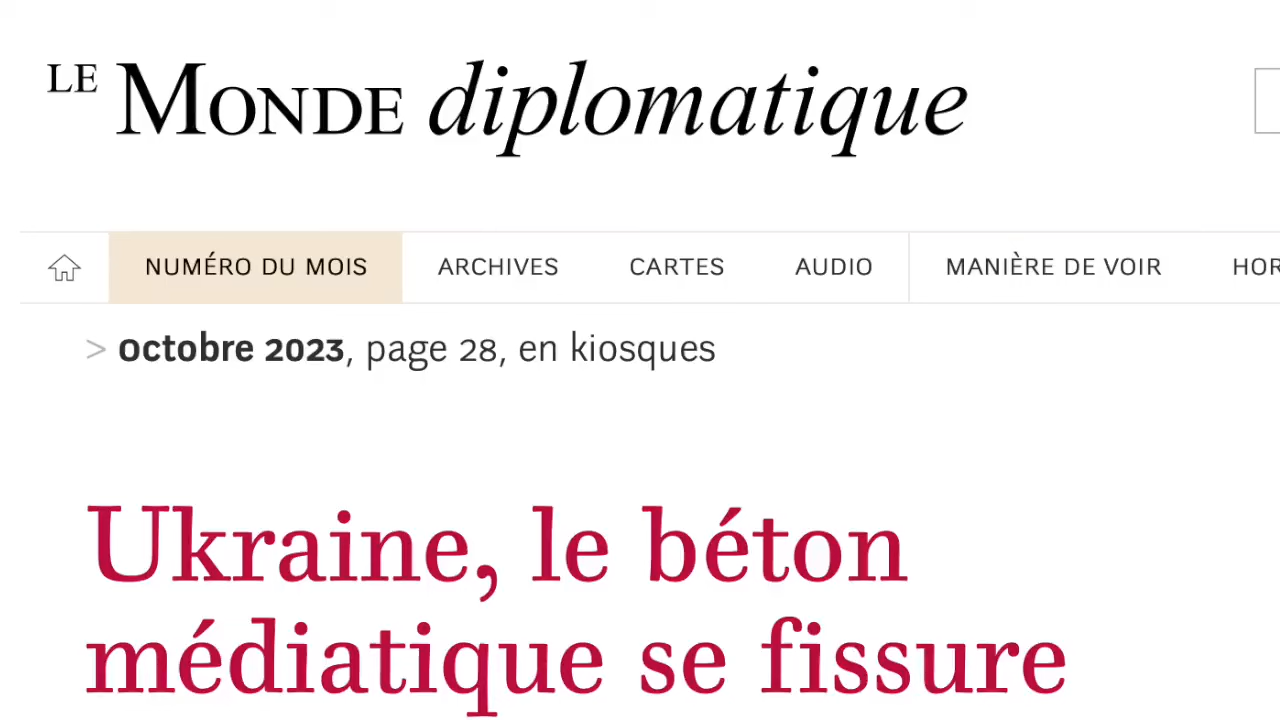 LE MONDE diplomatique
NUMÉRO DU MOIS ARCHIVES CARTES AUDIO MANIÈRE DE VOIR HOR
> octobre 2023, page 28, en kiosques
Ukraine, le béton
médiatique se fissure